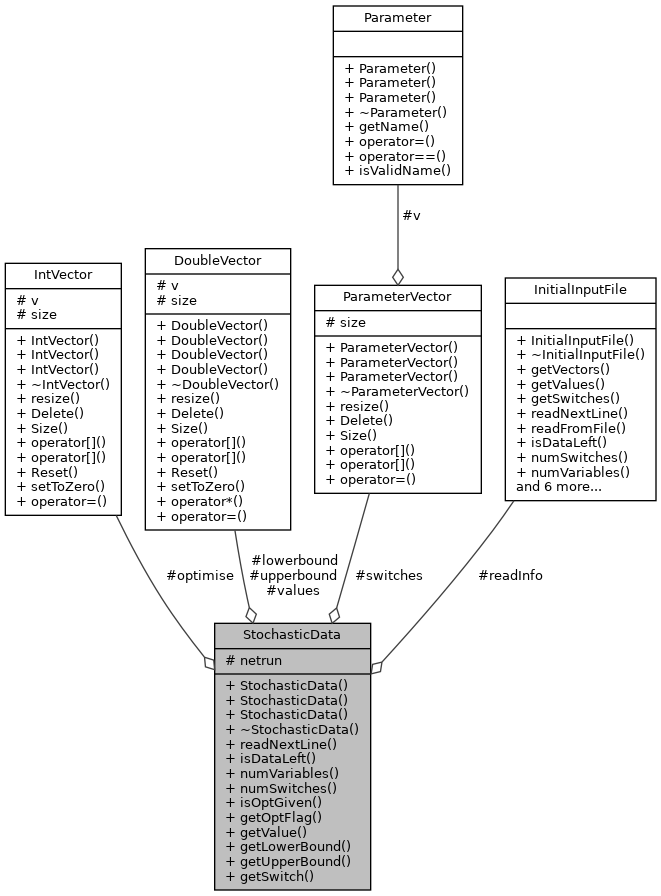 Parameter
+ Parameter()
+ Parameter()
+ Parameter()
+ ~Parameter()
+ getName()
+ operator=()
+ operator==()
+ isValidName()
#v
IntVector
# v
# size
+ IntVector()
+ IntVector()
+ IntVector()
+ ~IntVector()
+ resize()
+ Delete()
+ Size()
+ operator[]()
+ operator[]()
+ Reset()
+ setToZero()
+ operator=()
DoubleVector
# v
# size
+ DoubleVector()
+ DoubleVector()
+ DoubleVector()
+ DoubleVector()
+ ~DoubleVector()
+ resize()
+ Delete()
+ Size()
+ operator[]()
+ operator[]()
+ Reset()
+ setToZero()
+ operator*()
+ operator=()
ParameterVector
# size
+ ParameterVector()
+ ParameterVector()
+ ParameterVector()
+ ~ParameterVector()
+ resize()
+ Delete()
+ Size()
+ operator[]()
+ operator[]()
+ operator=()
InitialInputFile
+ InitialInputFile()
+ ~InitialInputFile()
+ getVectors()
+ getValues()
+ getSwitches()
+ readNextLine()
+ readFromFile()
+ isDataLeft()
+ numSwitches()
+ numVariables()
and 6 more...
#optimise
#lowerbound
#upperbound
#values
#switches
#readInfo
StochasticData
# netrun
+ StochasticData()
+ StochasticData()
+ StochasticData()
+ ~StochasticData()
+ readNextLine()
+ isDataLeft()
+ numVariables()
+ numSwitches()
+ isOptGiven()
+ getOptFlag()
+ getValue()
+ getLowerBound()
+ getUpperBound()
+ getSwitch()